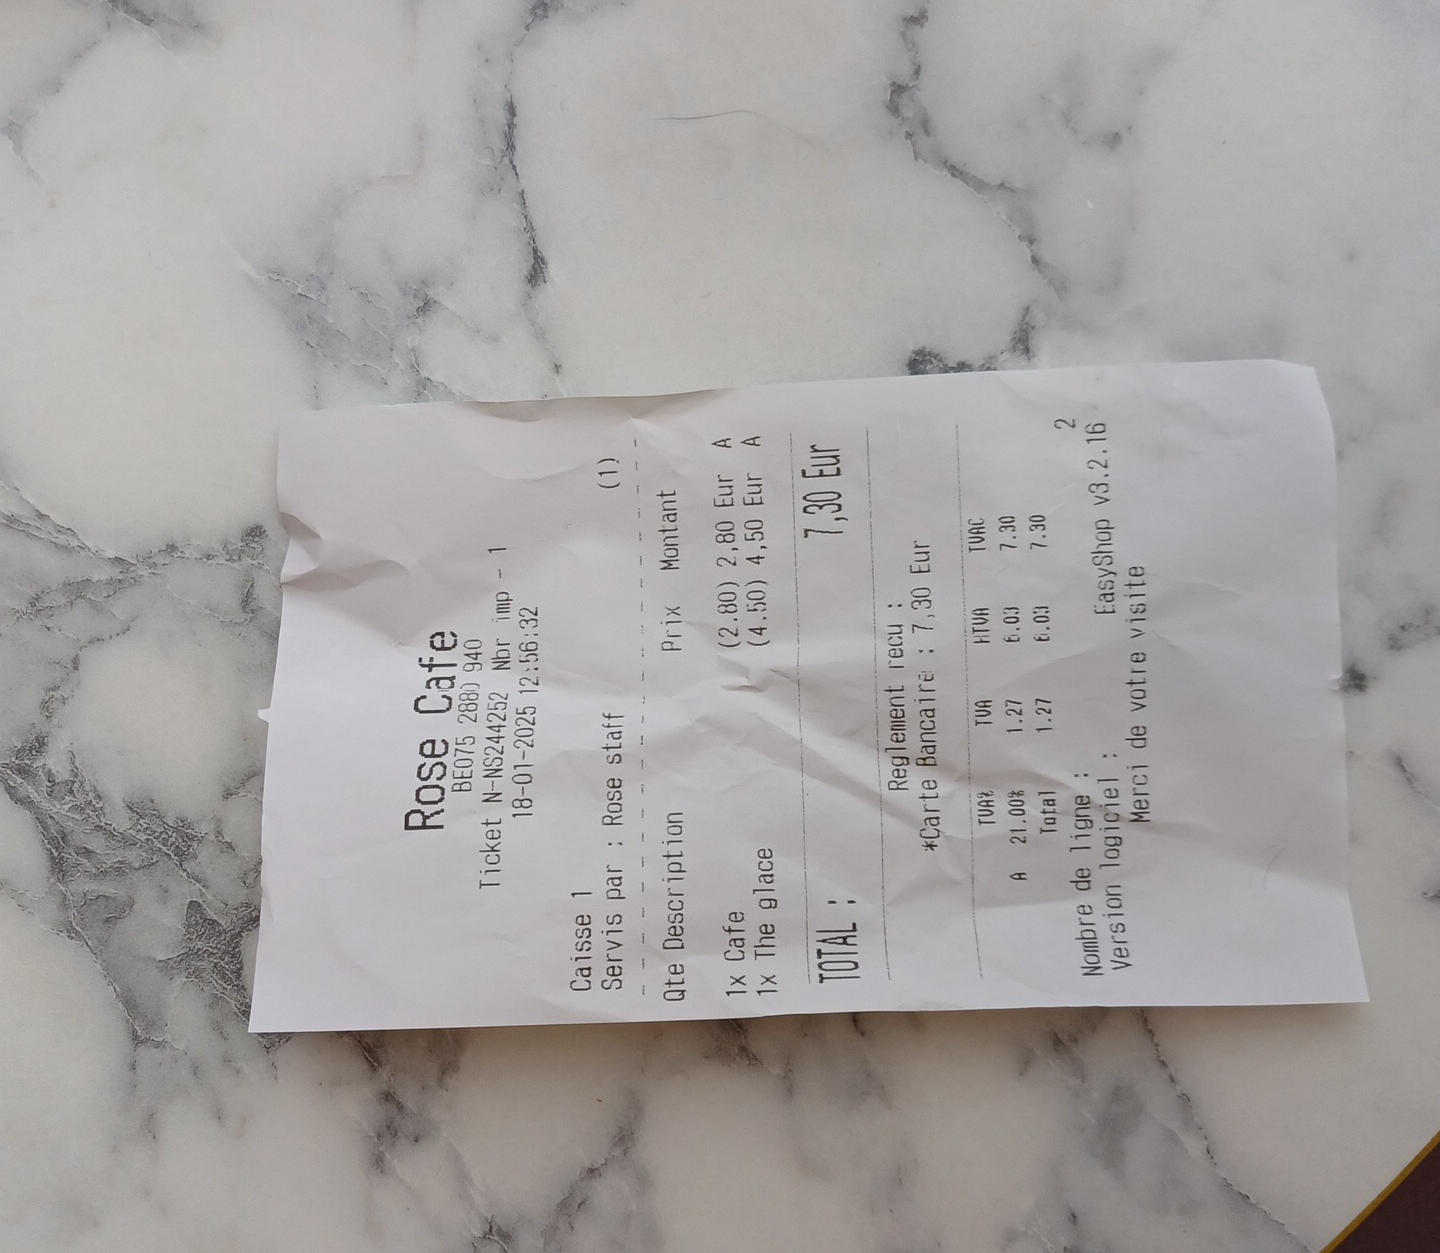 Rose Cafe
BE075 2880 940
Ticket N-NS244252 Nbr imp - 1
18-01-2025 12:56:32
Caisse 1
Servis par : Rose staff (1)
Qte Description Prix Montant
1x Cafe (2.80) 2,80 Eur A
1x The glace (4.50) 4,50 Eur A
TOTAL : 7,30 Eur
Reglement recu :
*Carte Bancaire : 7,30 Eur
TVA% TVA HTVA TVAC
A 21.00% 1.27 6.03 7.30
Total 1.27 6.03 7.30
Nombre de ligne : 2
Version logiciel : EasyShop v3.2.16
Merci de votre visite